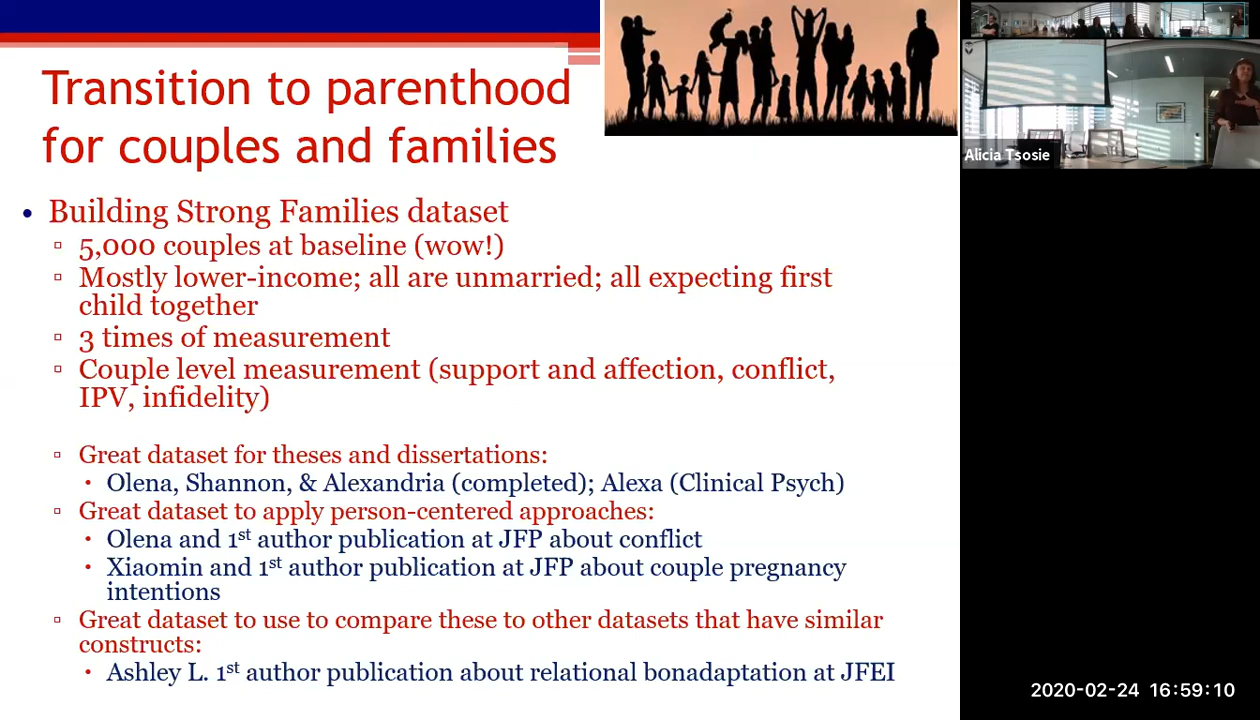 Transition to parenthood
for couples and families
• Building Strong Families dataset
▫ 5,000 couples at baseline (wow!)
▫ Mostly lower-income; all are unmarried; all expecting first
child together
▫ 3 times of measurement
▫ Couple level measurement (support and affection, conflict,
IPV, infidelity)
▫ Great dataset for theses and dissertations:
• Olena, Shannon, & Alexandria (completed); Alexa (Clinical Psych)
▫ Great dataset to apply person-centered approaches:
• Olena and 1st author publication at JFP about conflict
• Xiaomin and 1st author publication at JFP about couple pregnancy
intentions
▫ Great dataset to use to compare these to other datasets that have similar
constructs:
• Ashley L. 1st author publication about relational bonadaptation at JFEI
Alicia Tsosie
2020-02-24 16:59:10